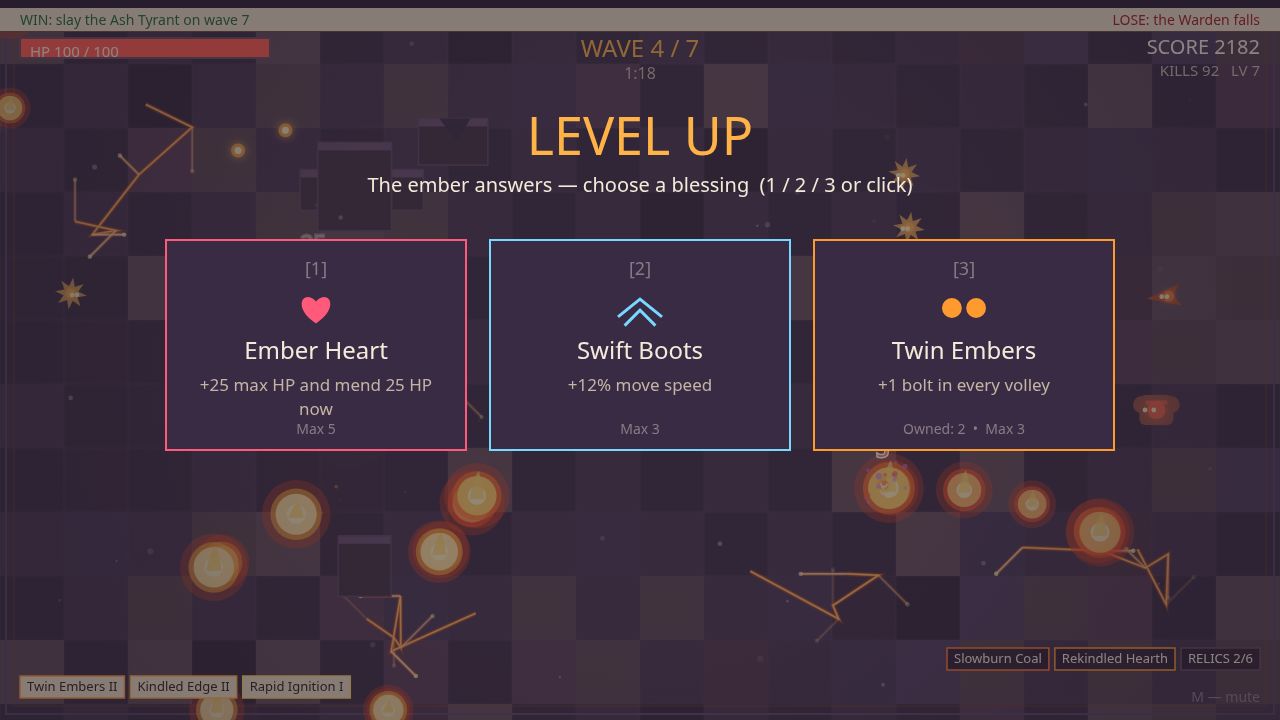 WIN: slay the Ash Tyrant on wave 7
LOSE: the Warden falls
HP 100 / 100
WAVE 4 / 7
1:18
SCORE 2182
KILLS 92 LV 7
LEVEL UP
The ember answers — choose a blessing (1 / 2 / 3 or click)
[1]
Ember Heart
+25 max HP and mend 25 HP
now
Max 5
[2]
Swift Boots
+12% move speed
Max 3
[3]
Twin Embers
+1 bolt in every volley
Owned: 2 • Max 3
Slowburn Coal
Rekindled Hearth
RELICS 2/6
Twin Embers II
Kindled Edge II
Rapid Ignition I
M — mute